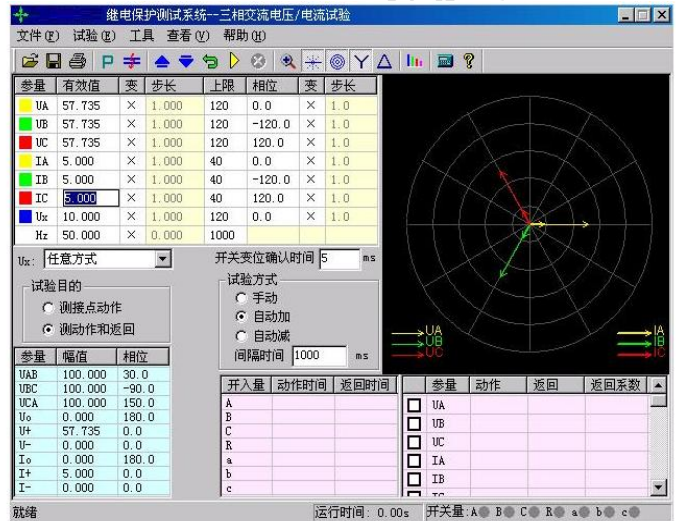 继电保护测试系统--三相交流电压/电流试验
文件(F) 试验(E) 工具 查看(V) 帮助(H)
参量 有效值 变 步长 上限 相位 变 步长
UA 57.735 × 1.000 120 0.0 × 1.0
UB 57.735 × 1.000 120 -120.0 × 1.0
UC 57.735 × 1.000 120 120.0 × 1.0
IA 5.000 × 1.000 40 0.0 × 1.0
IB 5.000 × 1.000 40 -120.0 × 1.0
IC 5.000 × 1.000 40 120.0 × 1.0
Ux 10.000 × 1.000 120 0.0 × 1.0
Hz 50.000 × 0.000 1000
Ux: 任意方式
开关变位确认时间 5 ms
试验目的
测接点动作
测动作和返回
试验方式
手动
自动加
自动减
间隔时间 1000 ms
UA
UB
UC
IA
IB
IC
参量 幅值 相位
UAB 100.000 30.0
UBC 100.000 -90.0
UCA 100.000 150.0
Uo 0.000 180.0
U+ 57.735 0.0
U- 0.000 0.0
Io 0.000 180.0
I+ 5.000 0.0
I- 0.000 0.0
开入量 动作时间 返回时间
A
B
C
R
a
b
c
参量 动作 返回 返回系数
UA
UB
UC
IA
IB
就绪
运行时间: 0.00s 开关量:A B C R a b c